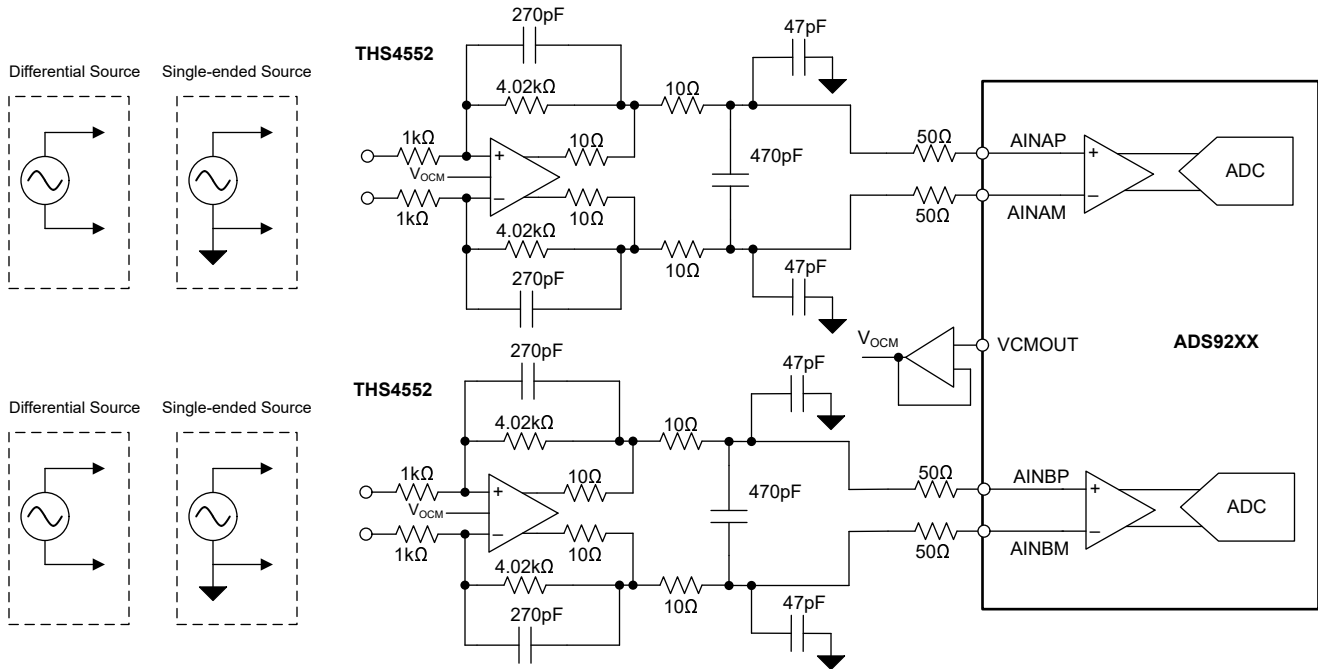 270pF
47pF
THS4552
Differential Source
Single-ended Source
4.02kΩ
10Ω
1kΩ
+
10Ω
50Ω
AINAP
+
ADC
VOCM
470pF
−
1kΩ
10Ω
50Ω
AINAM
−
4.02kΩ
10Ω
47pF
270pF
VOCM
VCMOUT
ADS92XX
270pF
47pF
THS4552
Differential Source
Single-ended Source
4.02kΩ
10Ω
1kΩ
+
10Ω
50Ω
AINBP
+
ADC
VOCM
470pF
−
1kΩ
10Ω
50Ω
AINBM
−
4.02kΩ
10Ω
47pF
270pF